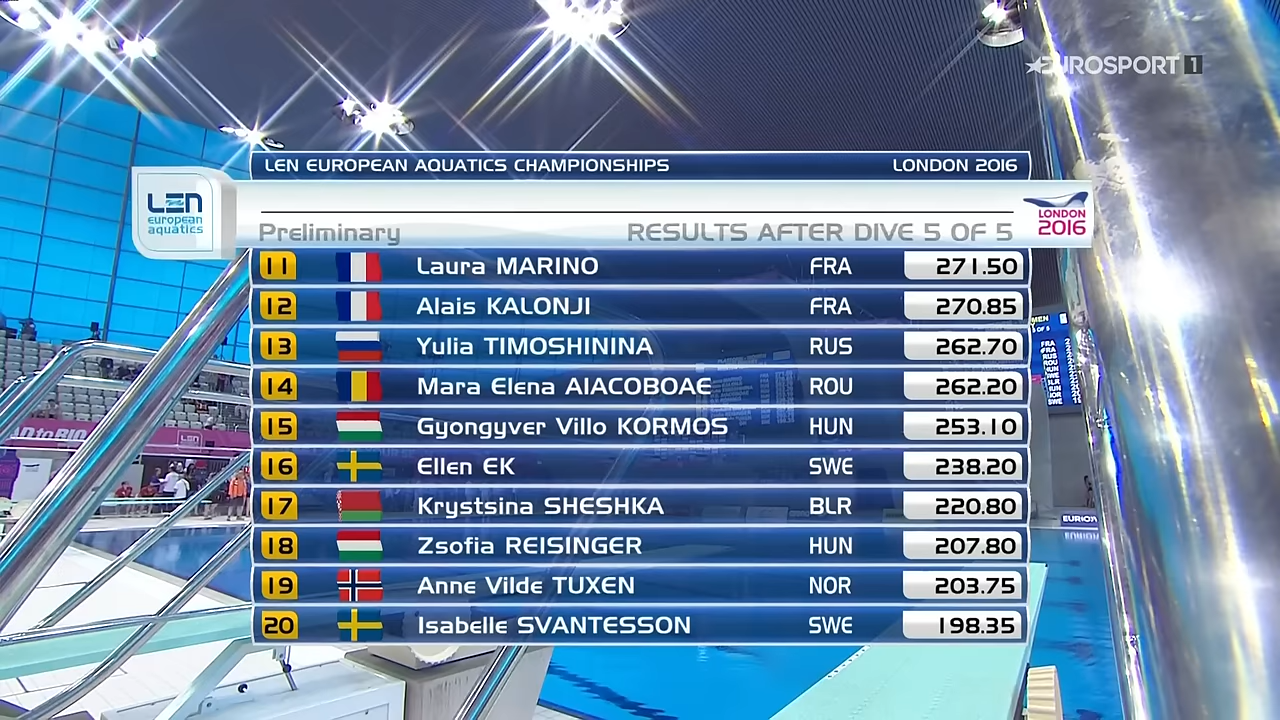 EUROSPORT 1
LEN EUROPEAN AQUATICS CHAMPIONSHIPS LONDON 2016
LEN
european
aquatics
LONDON
2016
Preliminary RESULTS AFTER DIVE 5 OF 5
11 Laura MARINO FRA 271.50
12 Alais KALONJI FRA 270.85
13 Yulia TIMOSHININA RUS 262.70
14 Mara Elena AIACOBOAE ROU 262.20
15 Gyongyver Villo KORMOS HUN 253.10
16 Ellen EK SWE 238.20
17 Krystsina SHESHKA BLR 220.80
18 Zsofia REISINGER HUN 207.80
19 Anne Vilde TUXEN NOR 203.75
20 Isabelle SVANTESSON SWE 198.35